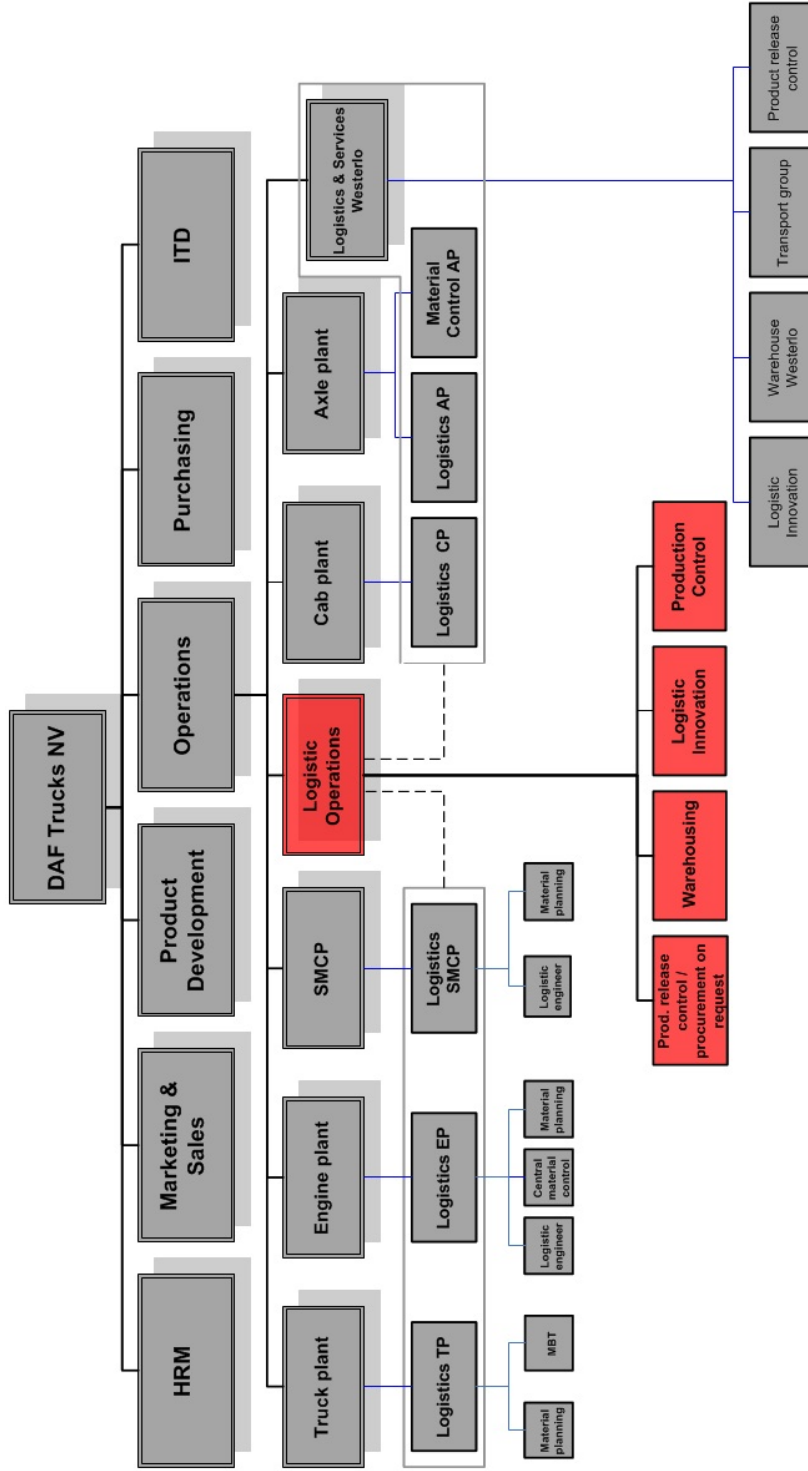 DAF Trucks NV
HRM
Marketing &
Sales
Product
Development
Operations
Purchasing
ITD
Truck plant
Engine plant
SMCP
Logistic
Operations
Cab plant
Axle plant
Logistics & Services
Westerlo
Logistics TP
Logistics EP
Logistics
SMCP
Logistics CP
Logistics AP
Material
Control AP
Material
planning
MBT
Logistic
engineer
Central
material
control
Material
planning
Logistic
engineer
Material
planning
Prod. release
control /
procurement on
request
Warehousing
Logistic
Innovation
Production
Control
Logistic
Innovation
Warehouse
Westerlo
Transport group
Product release
control